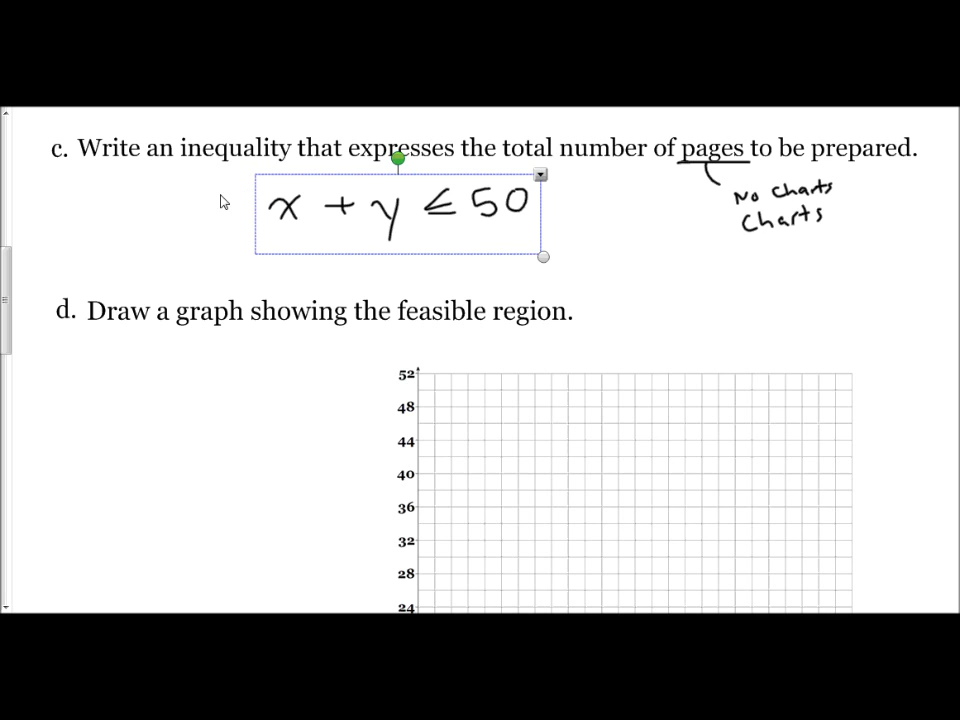 c. Write an inequality that expresses the total number of pages to be prepared.
x + y ≤ 50
No Charts
Charts
d. Draw a graph showing the feasible region.
52
48
44
40
36
32
28
24